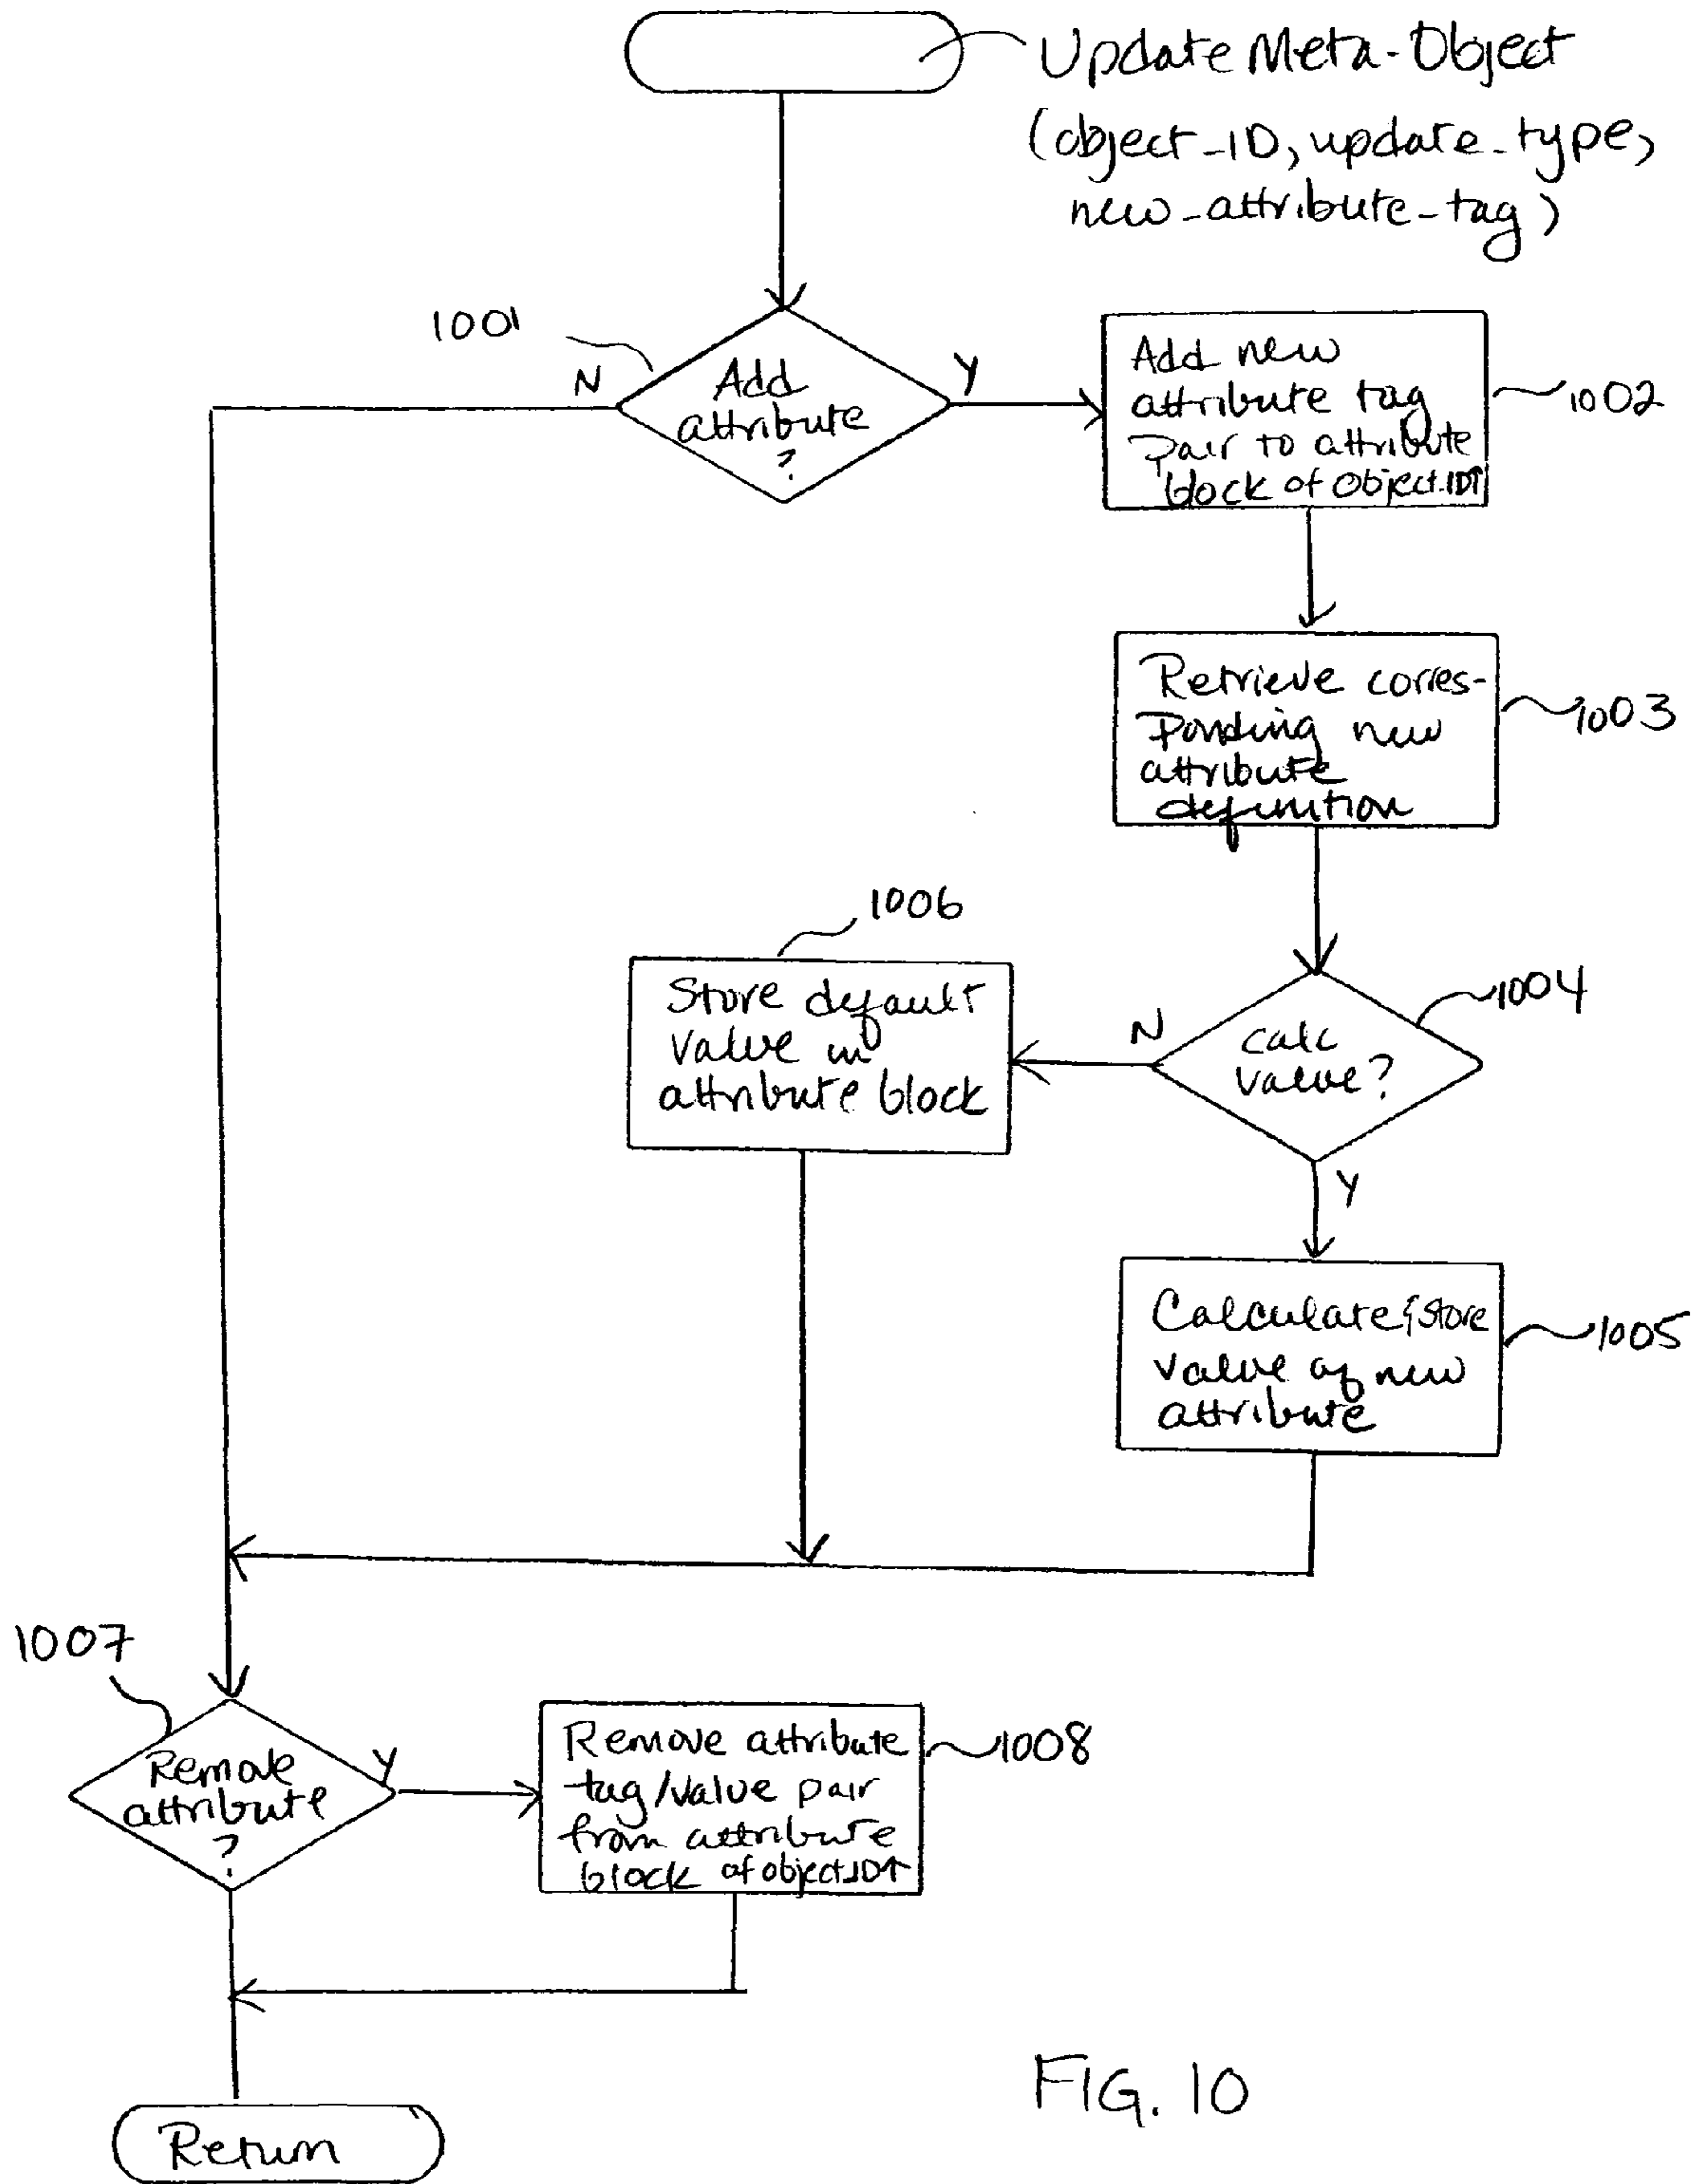 Update Meta-Object
(object_ID, update_type,
new_attribute_tag)
1001
N
Add
attribute
?
Y
Add new
attribute tag
pair to attribute
block of Object_ID↑
1002
Retrieve corres-
ponding new
attribute
definition
1003
1006
Store default
value in
attribute block
N
calc
value?
1004
Y
Calculate & store
value of new
attribute
1005
1007
Remove
attribute
?
Y
Remove attribute
tag/value pair
from attribute
block of object_ID↑
1008
Return
FIG. 10